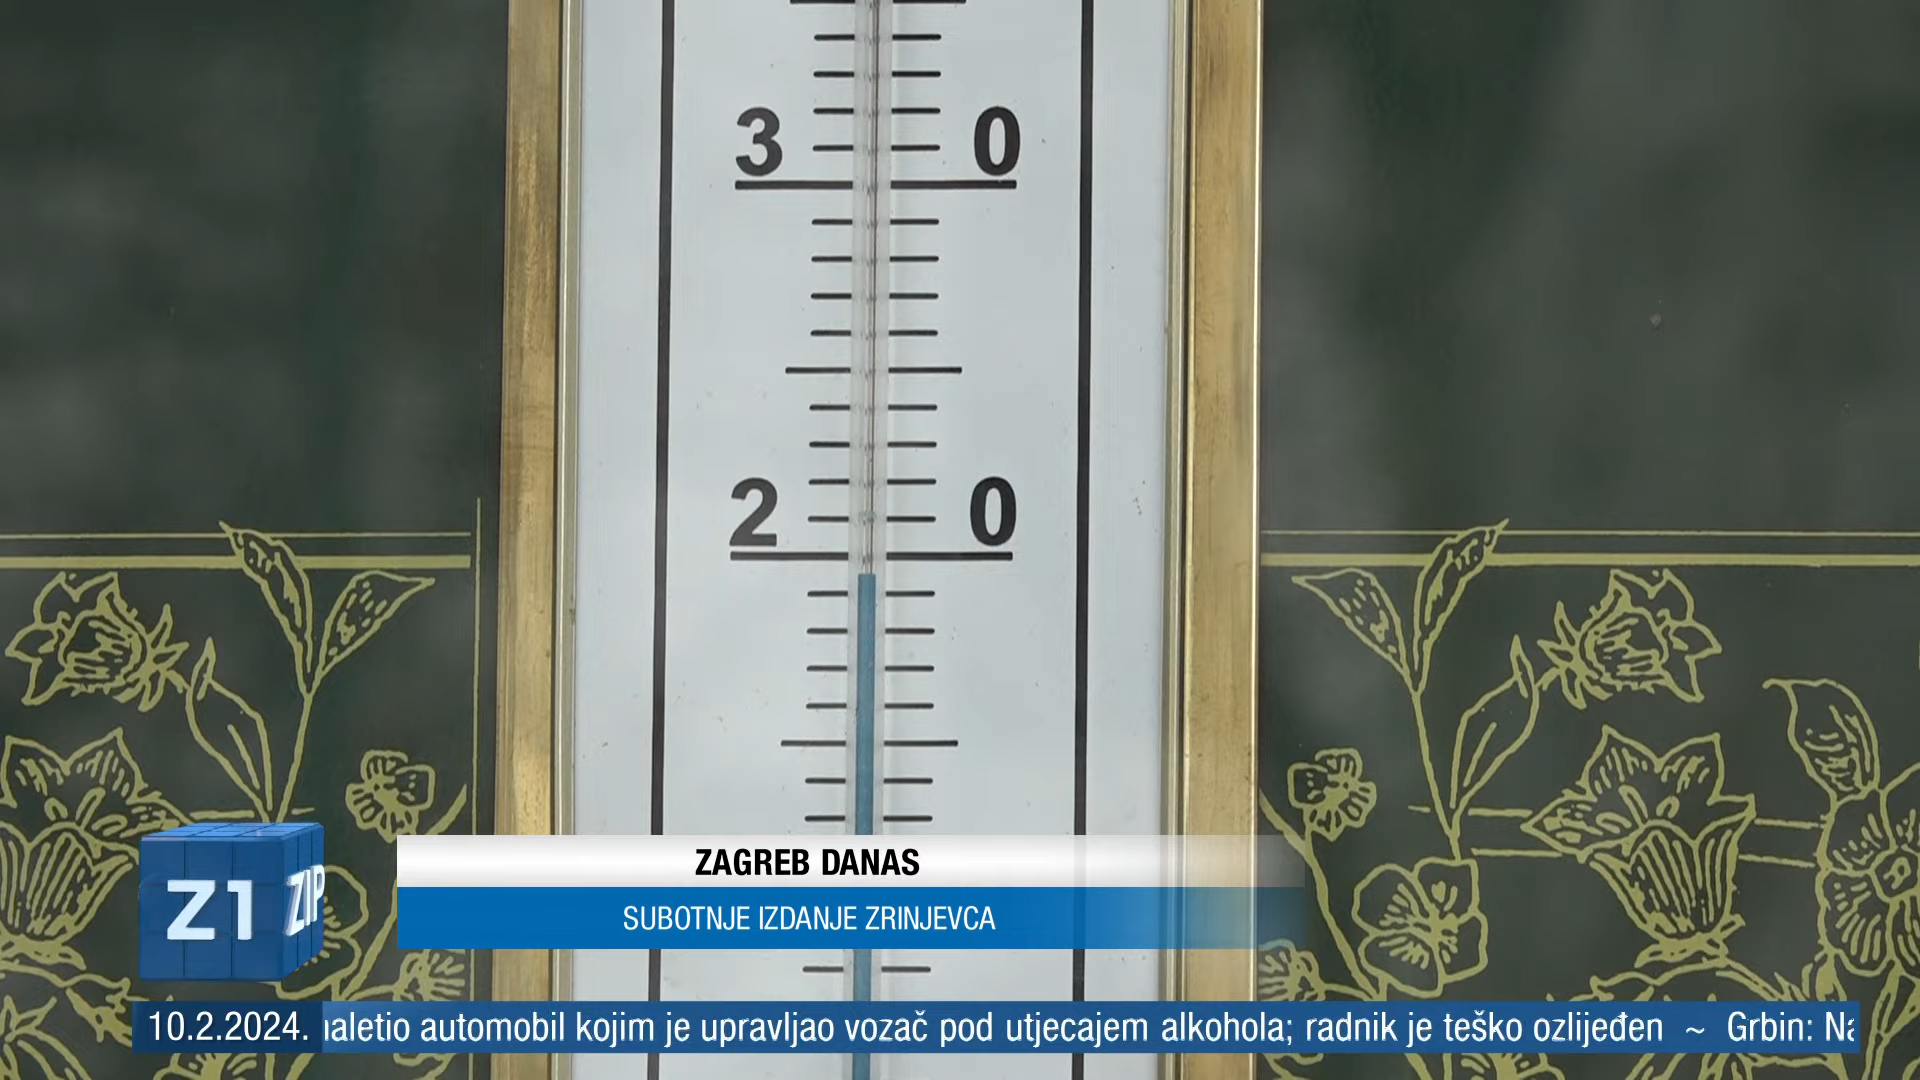 3 0
2 0
ZAGREB DANAS
SUBOTNJE IZDANJE ZRINJEVCA
Z1 ZIP
10.2.2024. automobil kojim je upravljao vozač pod utjecajem alkohola; radnik je teško ozlijeđen ~ Grbin: